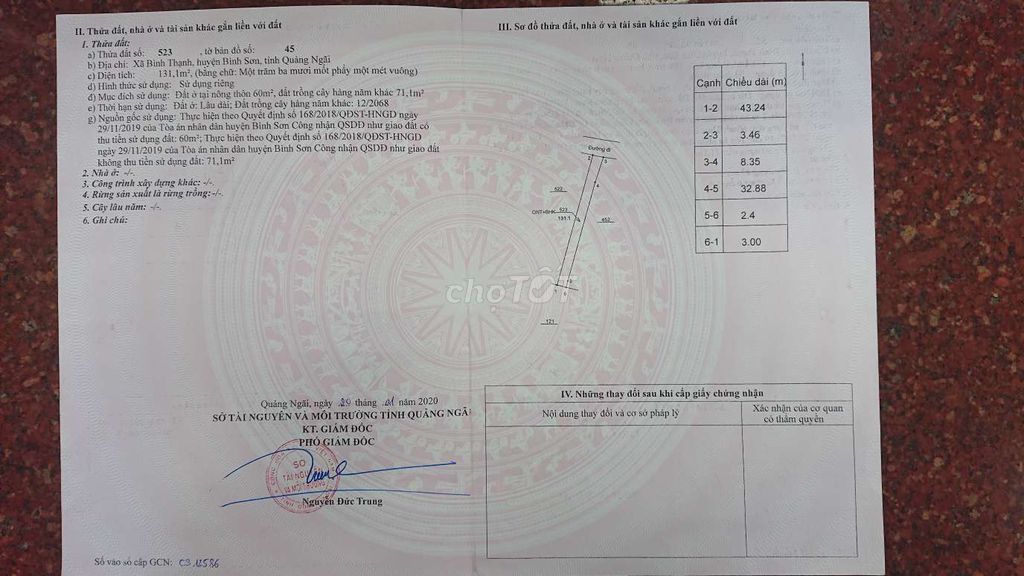 II. Thửa đất, nhà ở và tài sản khác gắn liền với đất
1. Thửa đất:
a) Thửa đất số: 523 , tờ bản đồ số: 45
b) Địa chỉ: Xã Bình Thạnh, huyện Bình Sơn, tỉnh Quảng Ngãi
c) Diện tích: 131,1m², (bằng chữ: Một trăm ba mươi mốt phẩy một mét vuông)
d) Hình thức sử dụng: Sử dụng riêng
đ) Mục đích sử dụng: Đất ở tại nông thôn 60m², đất trồng cây hàng năm khác 71,1m²
e) Thời hạn sử dụng: Đất ở: Lâu dài; Đất trồng cây hàng năm khác: 12/2068
g) Nguồn gốc sử dụng: Thực hiện theo Quyết định số 168/2018/QĐST-HNGD ngày
29/11/2019 của Tòa án nhân dân huyện Bình Sơn Công nhận QSDĐ như giao đất có
thu tiền sử dụng đất: 60m²; Thực hiện theo Quyết định số 168/2018/QĐST-HNGD
ngày 29/11/2019 của Tòa án nhân dân huyện Bình Sơn Công nhận QSDĐ như giao đất
không thu tiền sử dụng đất: 71,1m²
2. Nhà ở: -/-.
3. Công trình xây dựng khác: -/-.
4. Rừng sản xuất là rừng trồng:-/-.
5. Cây lâu năm: -/-.
6. Ghi chú:
Quảng Ngãi, ngày 29 tháng 01 năm 2020
SỞ TÀI NGUYÊN VÀ MÔI TRƯỜNG TỈNH QUẢNG NGÃI
KT. GIÁM ĐỐC
PHÓ GIÁM ĐỐC
SỞ
TÀI NGUYÊN
VÀ MÔI TRƯỜNG
Nguyễn Đức Trung
Số vào sổ cấp GCN: CS 12586
III. Sơ đồ thửa đất, nhà ở và tài sản khác gắn liền với đất
Cạnh Chiều dài (m)
1-2 43.24
2-3 3.46
3-4 8.35
4-5 32.88
5-6 2.4
6-1 3.00
Đường đi
2 3
4
522
ONT+BHK 523
131.1
452
121
choTỐT
IV. Những thay đổi sau khi cấp giấy chứng nhận
Nội dung thay đổi và cơ sở pháp lý
Xác nhận của cơ quan
có thẩm quyền